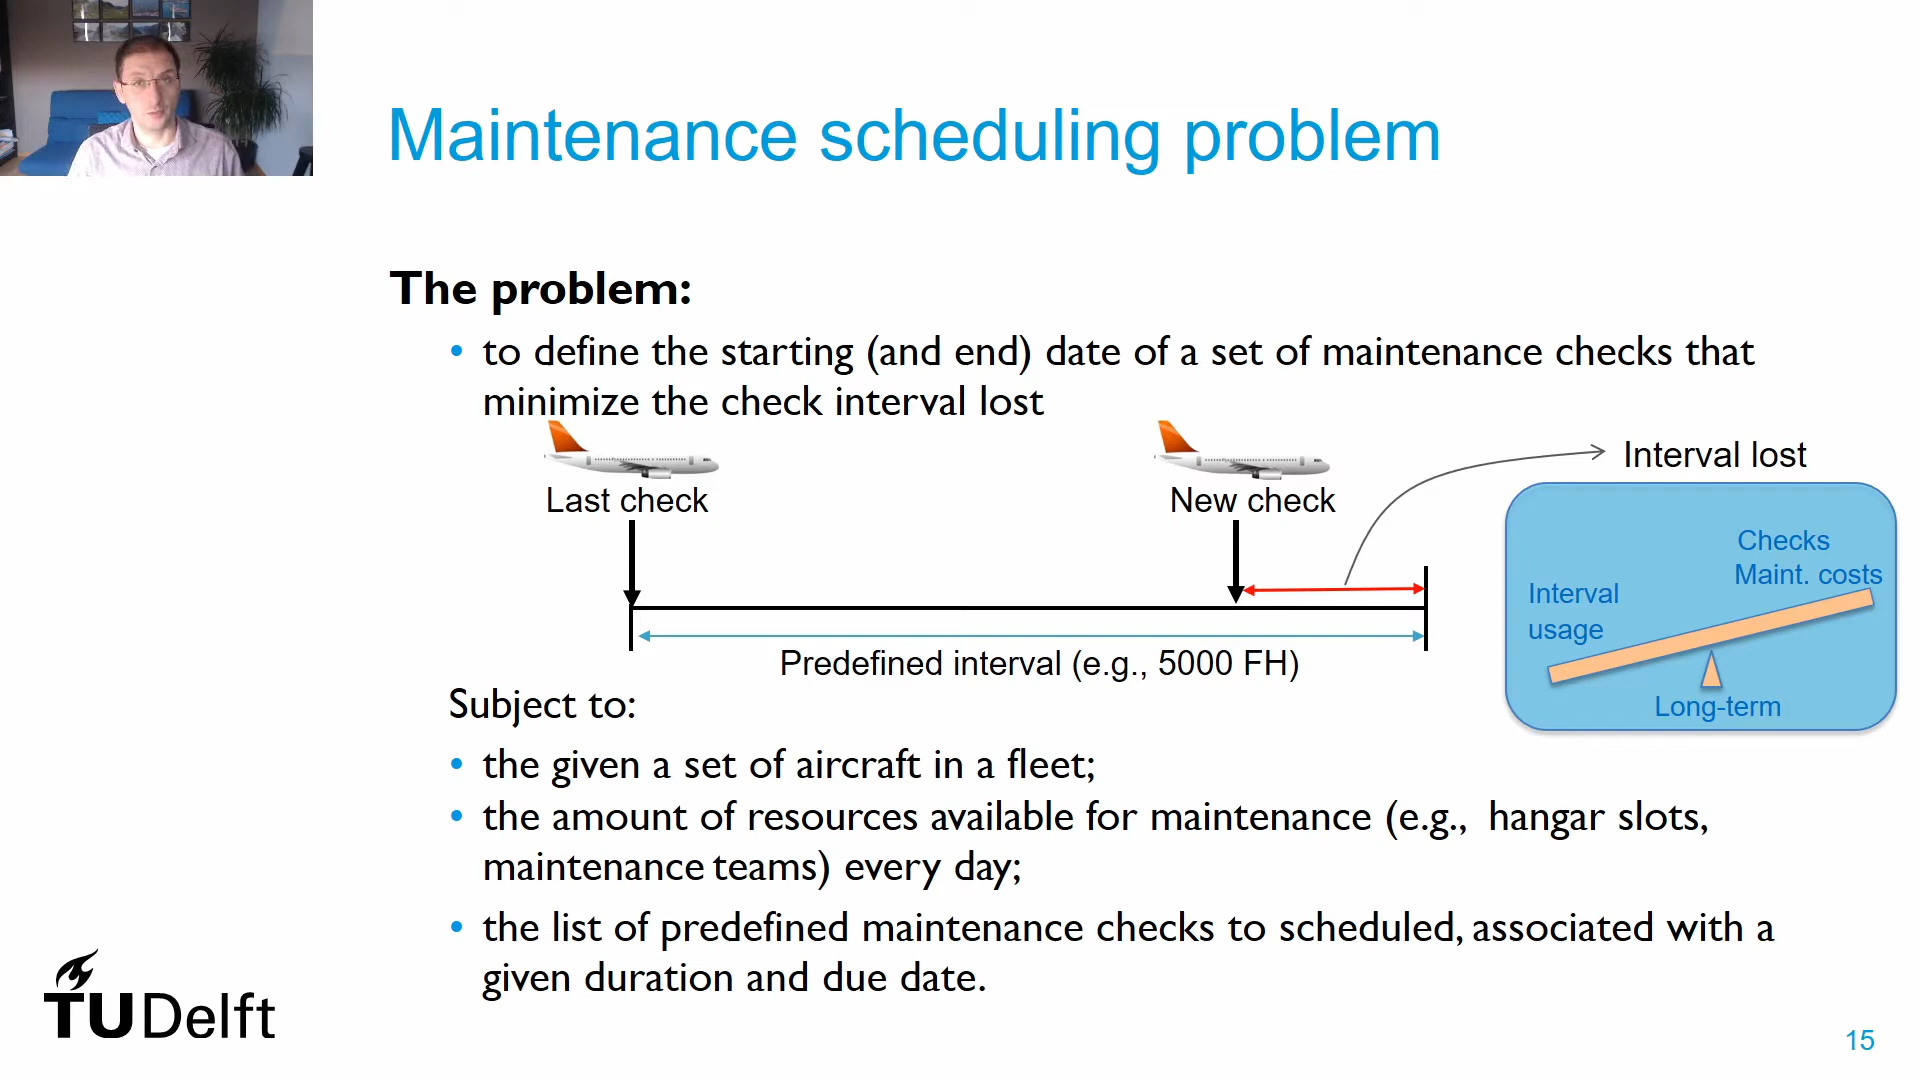 Maintenance scheduling problem
The problem:
• to define the starting (and end) date of a set of maintenance checks that
minimize the check interval lost
Last check
New check
Interval lost
Predefined interval (e.g., 5000 FH)
Interval
usage
Checks
Maint. costs
Long-term
Subject to:
• the given a set of aircraft in a fleet;
• the amount of resources available for maintenance (e.g., hangar slots,
maintenance teams) every day;
• the list of predefined maintenance checks to scheduled, associated with a
given duration and due date.
TUDelft
15